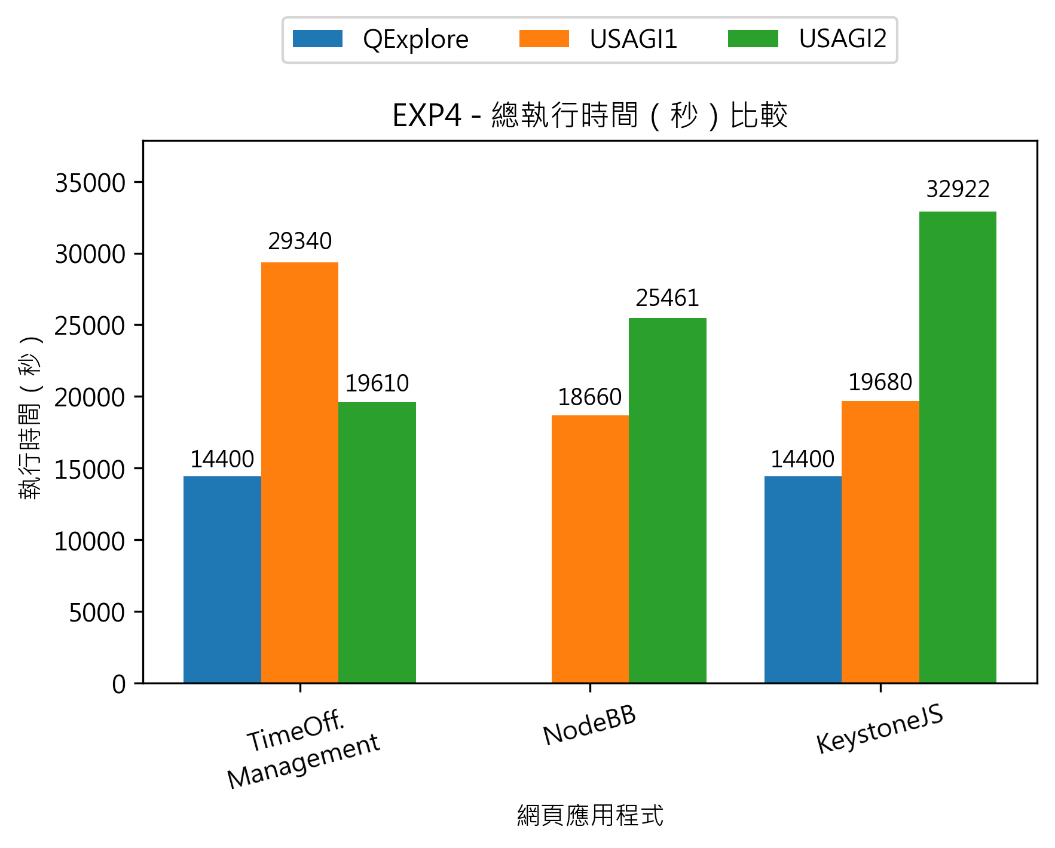 QExplore USAGI1 USAGI2
EXP4 - 總執行時間（秒）比較
執行時間（秒）
35000
30000
25000
20000
15000
10000
5000
0
14400
29340
19610
18660
25461
14400
19680
32922
TimeOff.
Management
NodeBB
KeystoneJS
網頁應用程式